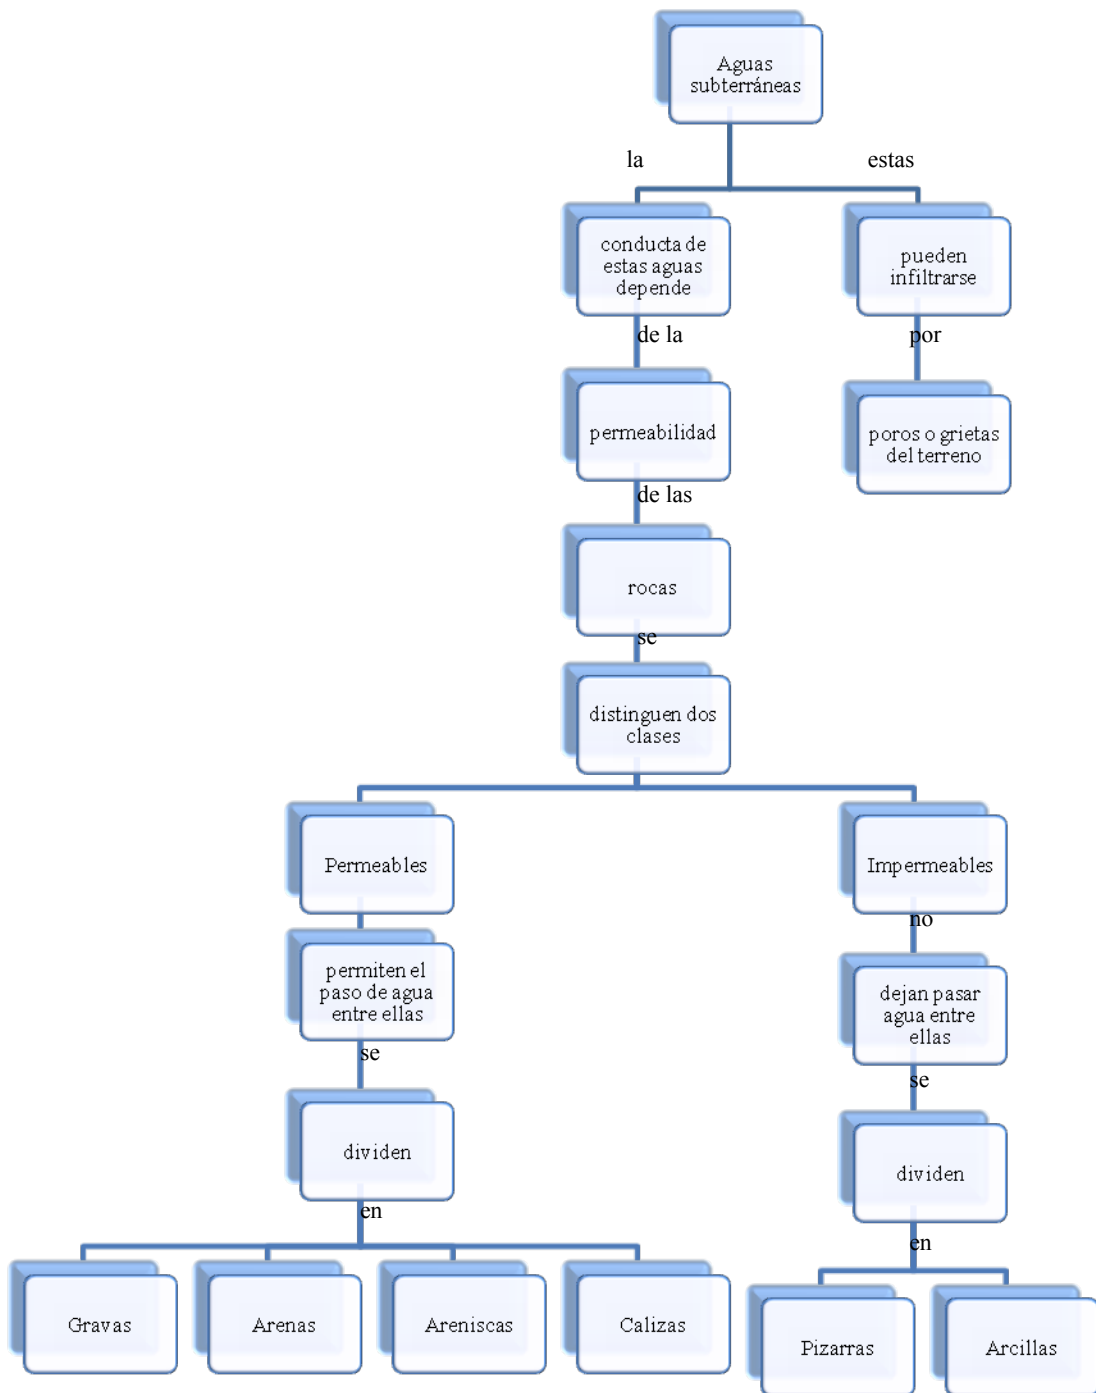 Aguas
subterráneas
la
estas
conducta de
estas aguas
depende
pueden
infiltrarse
de la
por
permeabilidad
poros o grietas
del terreno
de las
rocas
se
distinguen dos
clases
Permeables
Impermeables
no
permiten el
paso de agua
entre ellas
dejan pasar
agua entre
ellas
se
se
dividen
dividen
en
en
Gravas
Arenas
Areniscas
Calizas
Pizarras
Arcillas